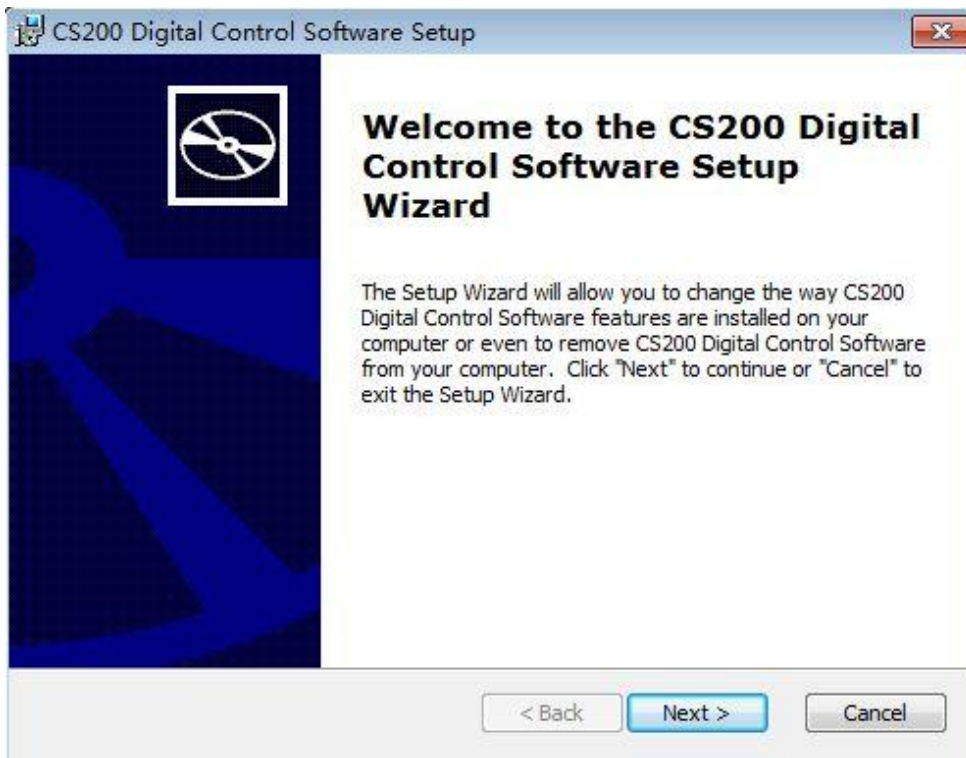 CS200 Digital Control Software Setup
Welcome to the CS200 Digital
Control Software Setup
Wizard
The Setup Wizard will allow you to change the way CS200
Digital Control Software features are installed on your
computer or even to remove CS200 Digital Control Software
from your computer.  Click "Next" to continue or "Cancel" to
exit the Setup Wizard.
< Back
Next >
Cancel